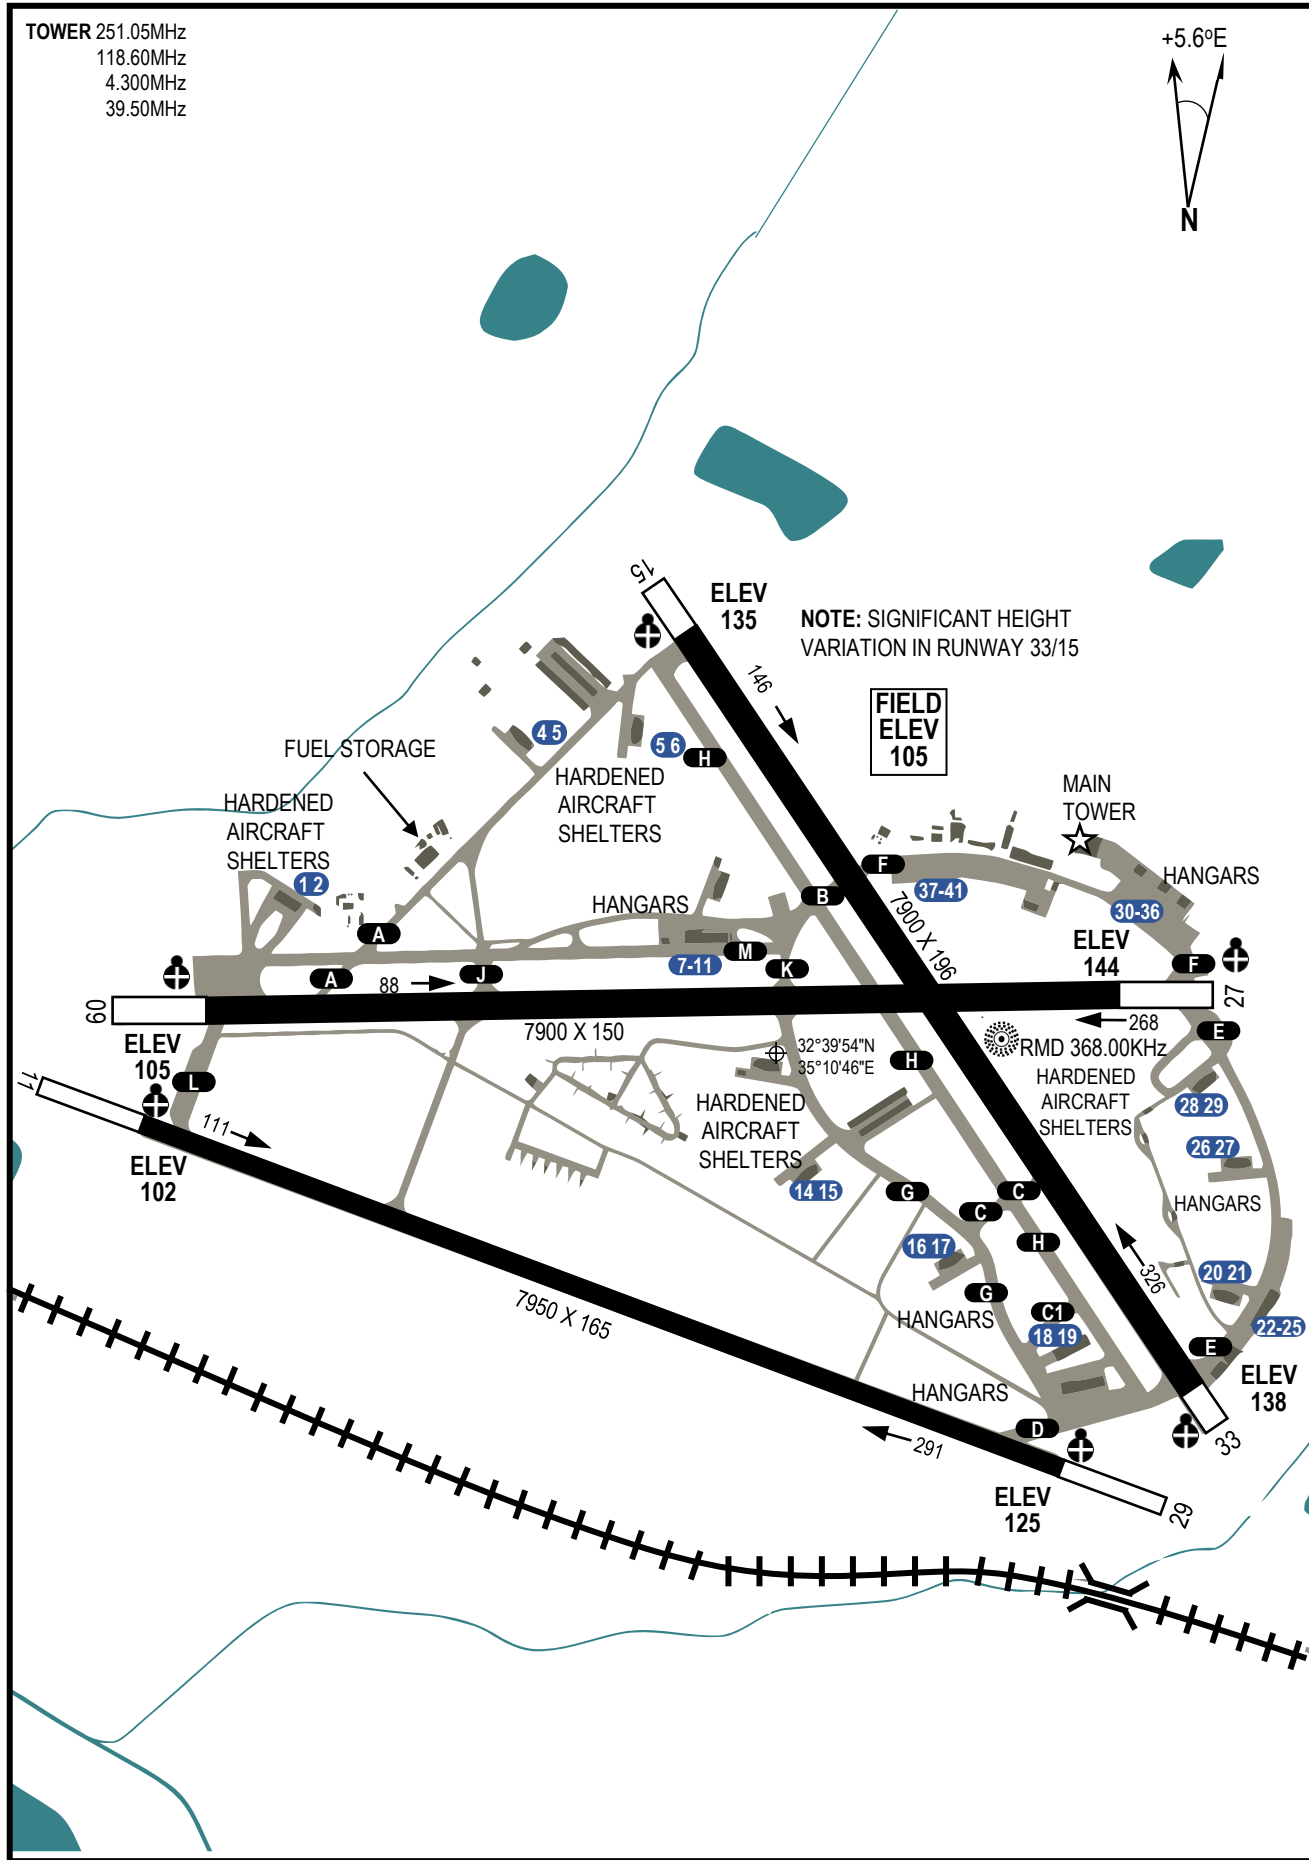 TOWER 251.05MHz
118.60MHz
4.300MHz
39.50MHz
+5.6ºE
N
15
ELEV
135
NOTE: SIGNIFICANT HEIGHT
VARIATION IN RUNWAY 33/15
146
FIELD
ELEV
105
4 5
5 6
H
FUEL STORAGE
HARDENED
AIRCRAFT
SHELTERS
HARDENED
AIRCRAFT
SHELTERS
1 2
MAIN
TOWER
HANGARS
F
37-41
30-36
B
HANGARS
7900 X 196
A
M
7-11
K
ELEV
144
F
A
J
88
09
27
7900 X 150
268
E
ELEV
105
32°39'54"N
35°10'46"E
H
RMD 368.00KHz
HARDENED
AIRCRAFT
SHELTERS
11
L
111
HARDENED
AIRCRAFT
SHELTERS
28 29
26 27
ELEV
102
14 15
G
C
C
HANGARS
16 17
H
326
20 21
7950 X 165
G
HANGARS
C1
18 19
22-25
E
ELEV
138
HANGARS
D
291
33
ELEV
125
29